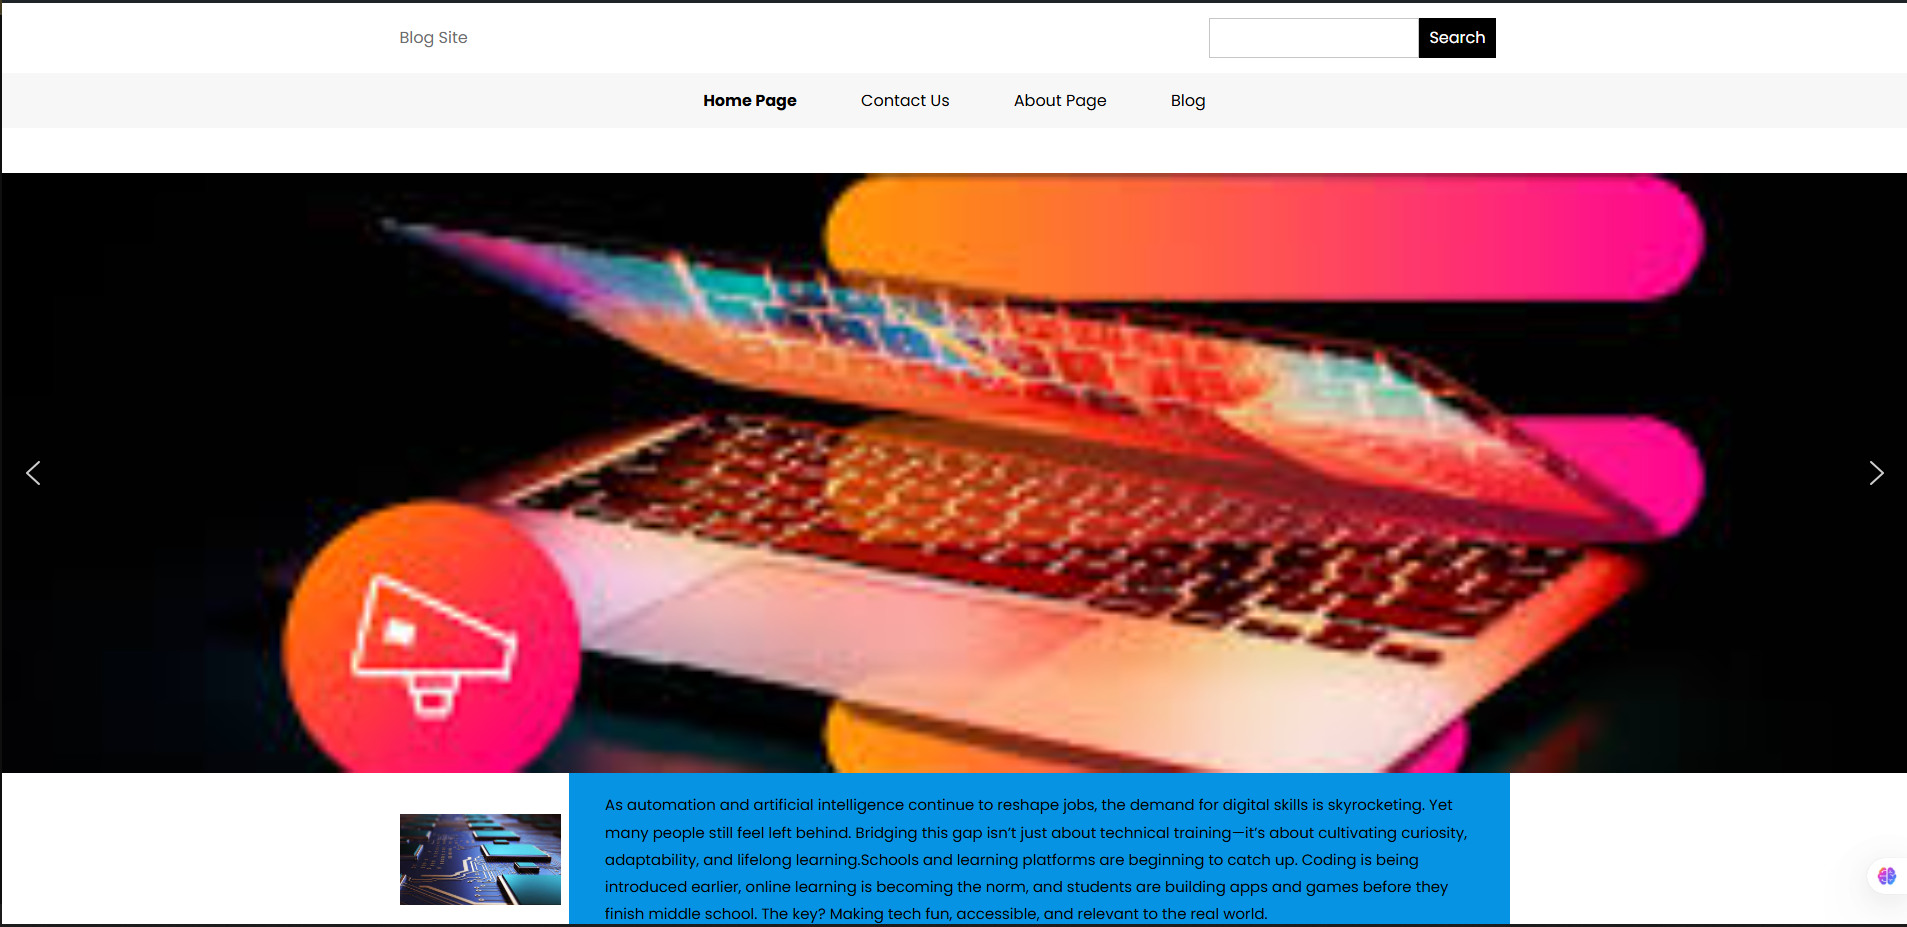 Blog Site
Search
Home Page
Contact Us
About Page
Blog
As automation and artificial intelligence continue to reshape jobs, the demand for digital skills is skyrocketing. Yet
many people still feel left behind. Bridging this gap isn’t just about technical training—it’s about cultivating curiosity,
adaptability, and lifelong learning.Schools and learning platforms are beginning to catch up. Coding is being
introduced earlier, online learning is becoming the norm, and students are building apps and games before they
finish middle school. The key? Making tech fun, accessible, and relevant to the real world.